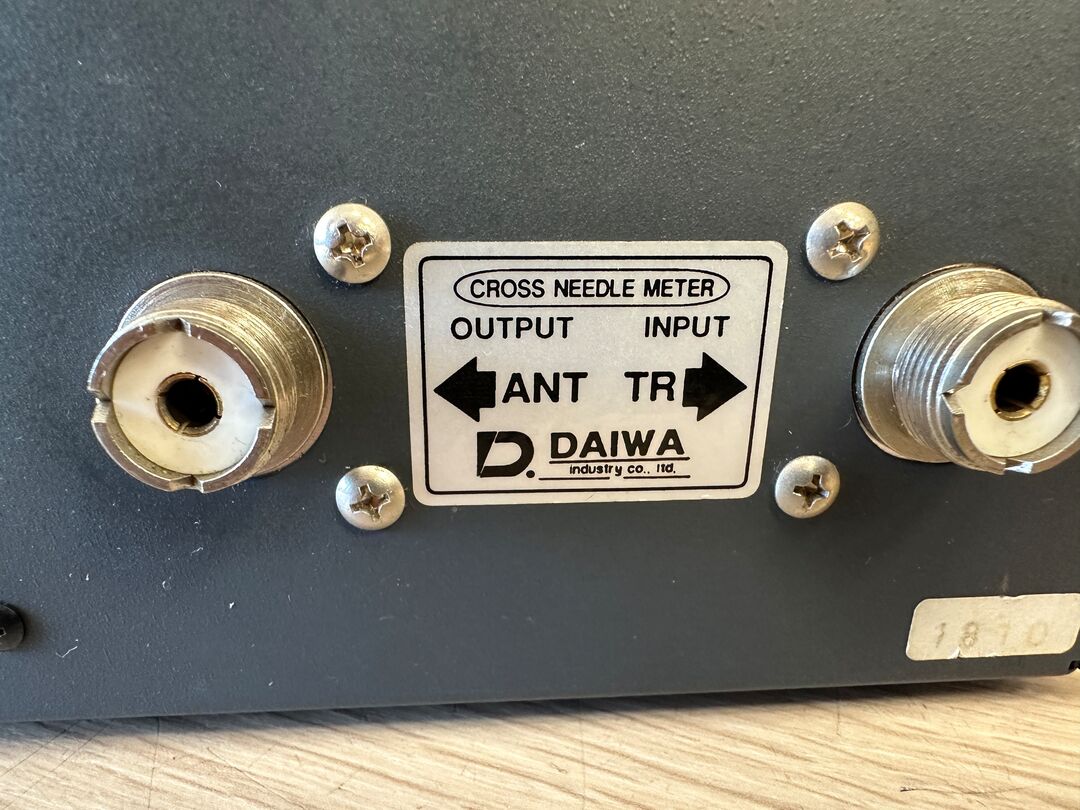 CROSS NEEDLE METER
OUTPUT INPUT
ANT TR
D. DAIWA
industry co., ltd.
1810